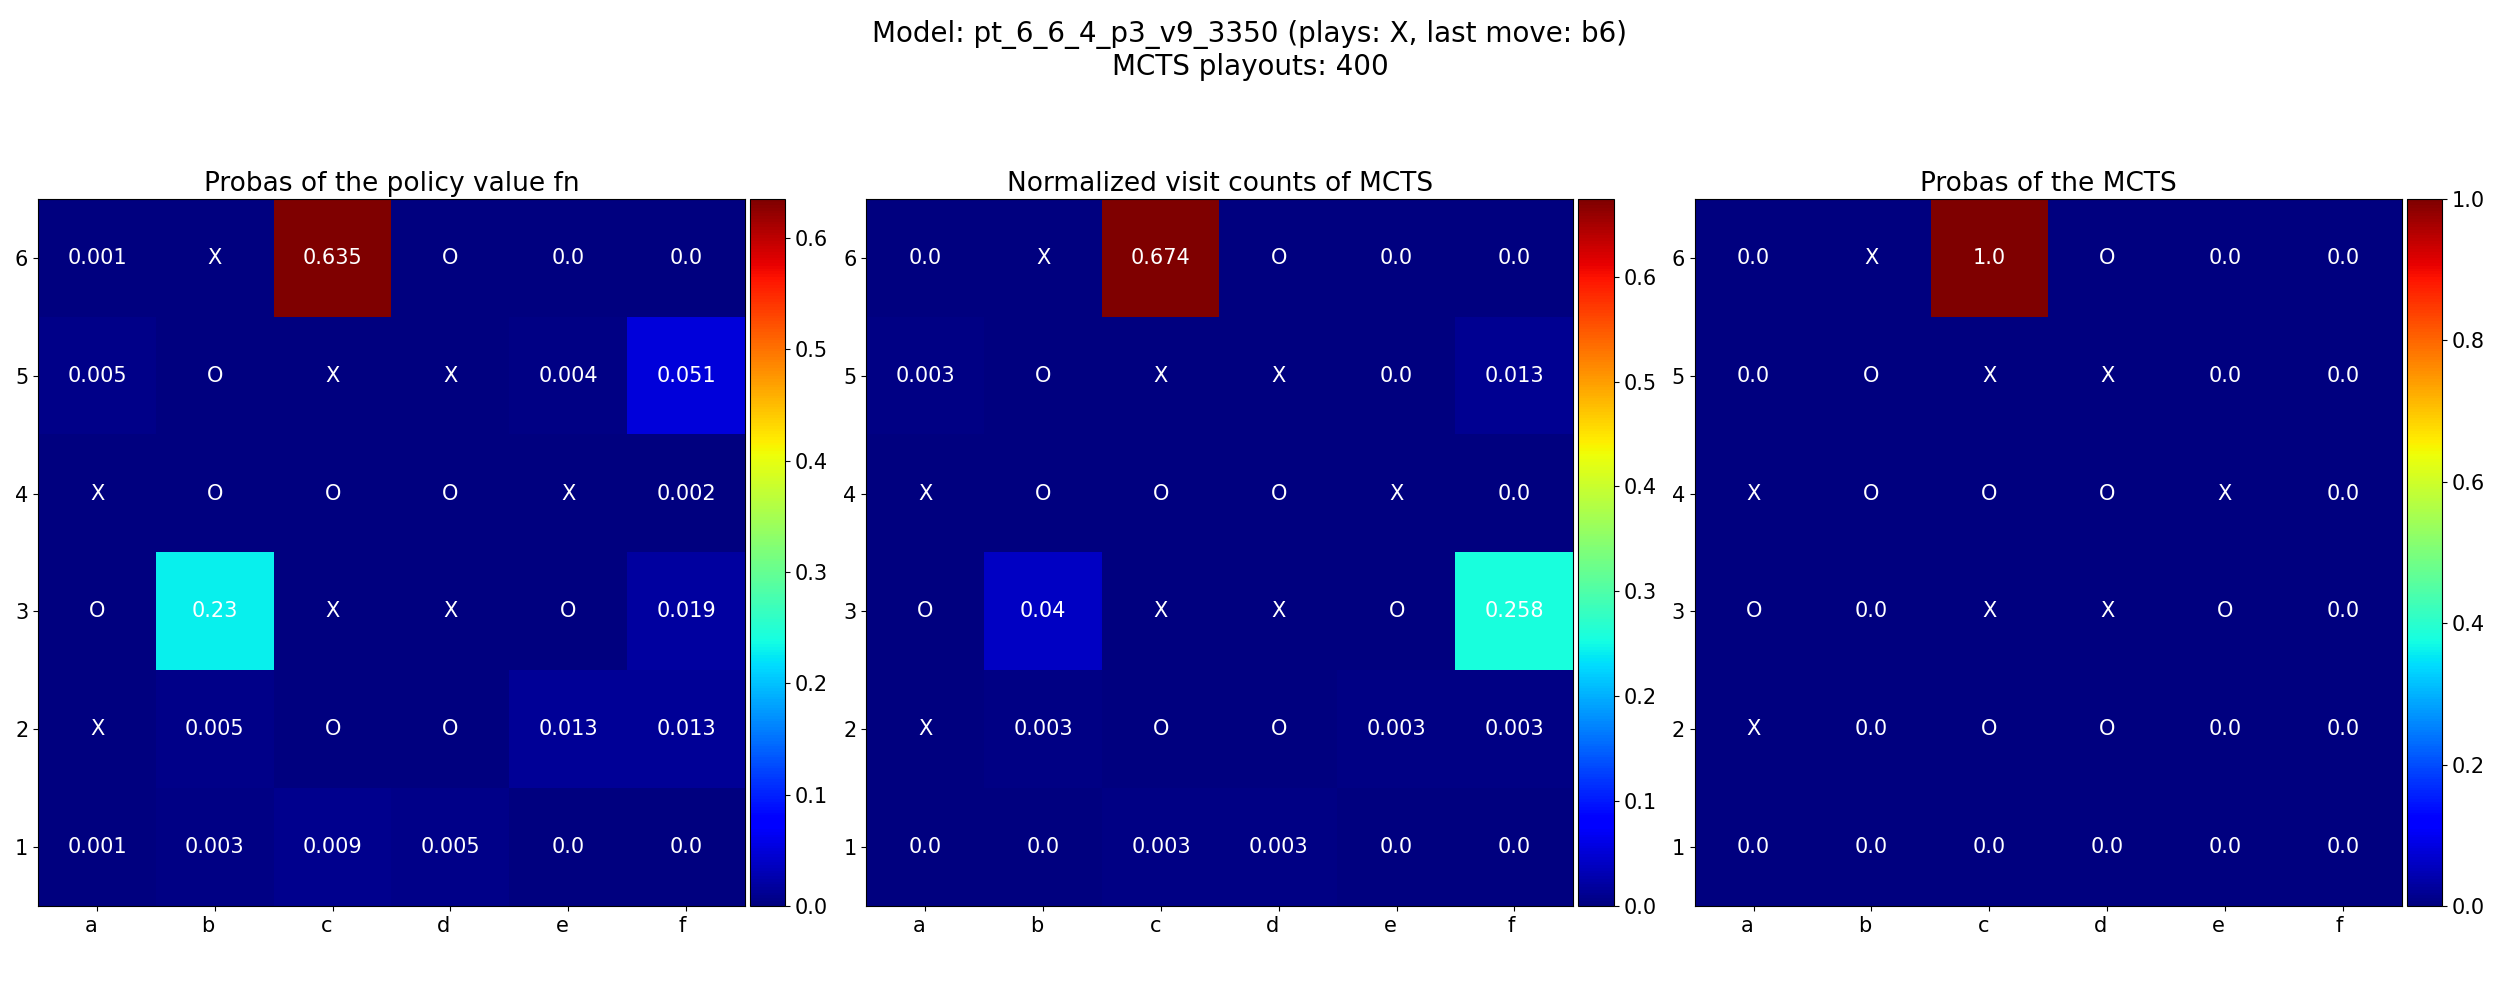 Model: pt_6_6_4_p3_v9_3350 (plays: X, last move: b6)
MCTS playouts: 400
Probas of the policy value fn
6 0.001 X 0.635 O 0.0 0.0
5 0.005 O X X 0.004 0.051
4 X O O O X 0.002
3 O 0.23 X X O 0.019
2 X 0.005 O O 0.013 0.013
1 0.001 0.003 0.009 0.005 0.0 0.0
a b c d e f
0.6
0.5
0.4
0.3
0.2
0.1
0.0
Normalized visit counts of MCTS
6 0.0 X 0.674 O 0.0 0.0
5 0.003 O X X 0.0 0.013
4 X O O O X 0.0
3 O 0.04 X X O 0.258
2 X 0.003 O O 0.003 0.003
1 0.0 0.0 0.003 0.003 0.0 0.0
a b c d e f
0.6
0.5
0.4
0.3
0.2
0.1
0.0
Probas of the MCTS
6 0.0 X 1.0 O 0.0 0.0
5 0.0 O X X 0.0 0.0
4 X O O O X 0.0
3 O 0.0 X X O 0.0
2 X 0.0 O O 0.0 0.0
1 0.0 0.0 0.0 0.0 0.0 0.0
a b c d e f
1.0
0.8
0.6
0.4
0.2
0.0